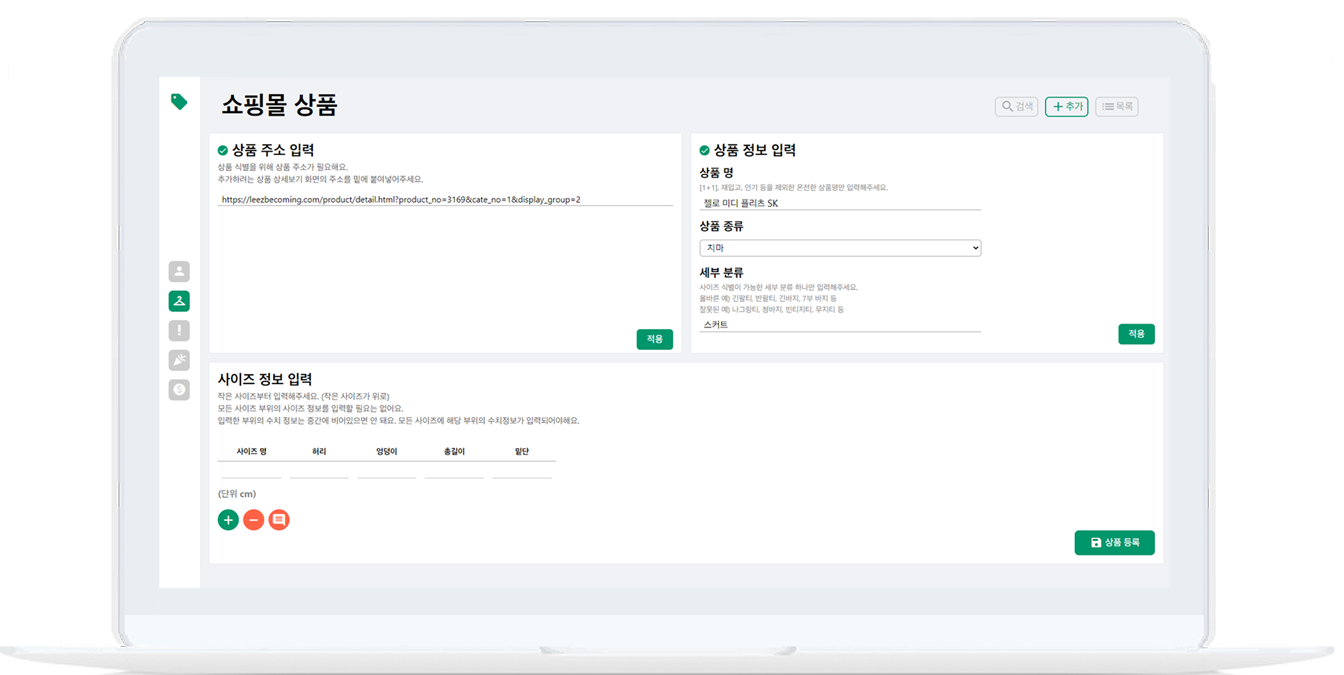 쇼핑몰 상품
검색
추가
목록
상품 주소 입력
상품 식별을 위해 상품 주소가 필요해요.
추가하려는 상품 상세보기 화면의 주소를 밑에 붙여넣어주세요.
https://leezbecoming.com/product/detail.html?product_no=3169&cate_no=1&display_group=2
적용
상품 정보 입력
상품 명
[1+1], 재입고, 인기 등을 제외한 온전한 상품명만 입력해주세요.
젤로 미디 플리츠 SK
상품 종류
치마
세부 분류
사이즈 식별이 가능한 세부 분류 하나만 입력해주세요.
올바른 예) 긴팔티, 반팔티, 긴바지, 7부 바지 등
잘못된 예) 나그랑티, 청바지, 빈티지티, 무지티 등
스커트
적용
사이즈 정보 입력
작은 사이즈부터 입력해주세요. (작은 사이즈가 위로)
모든 사이즈 부위의 사이즈 정보를 입력할 필요는 없어요.
입력한 부위의 수치 정보는 중간에 비어있으면 안 돼요. 모든 사이즈에 해당 부위의 수치정보가 입력되어야해요.
사이즈 명 허리 엉덩이 총길이 밑단
(단위 cm)
상품 등록